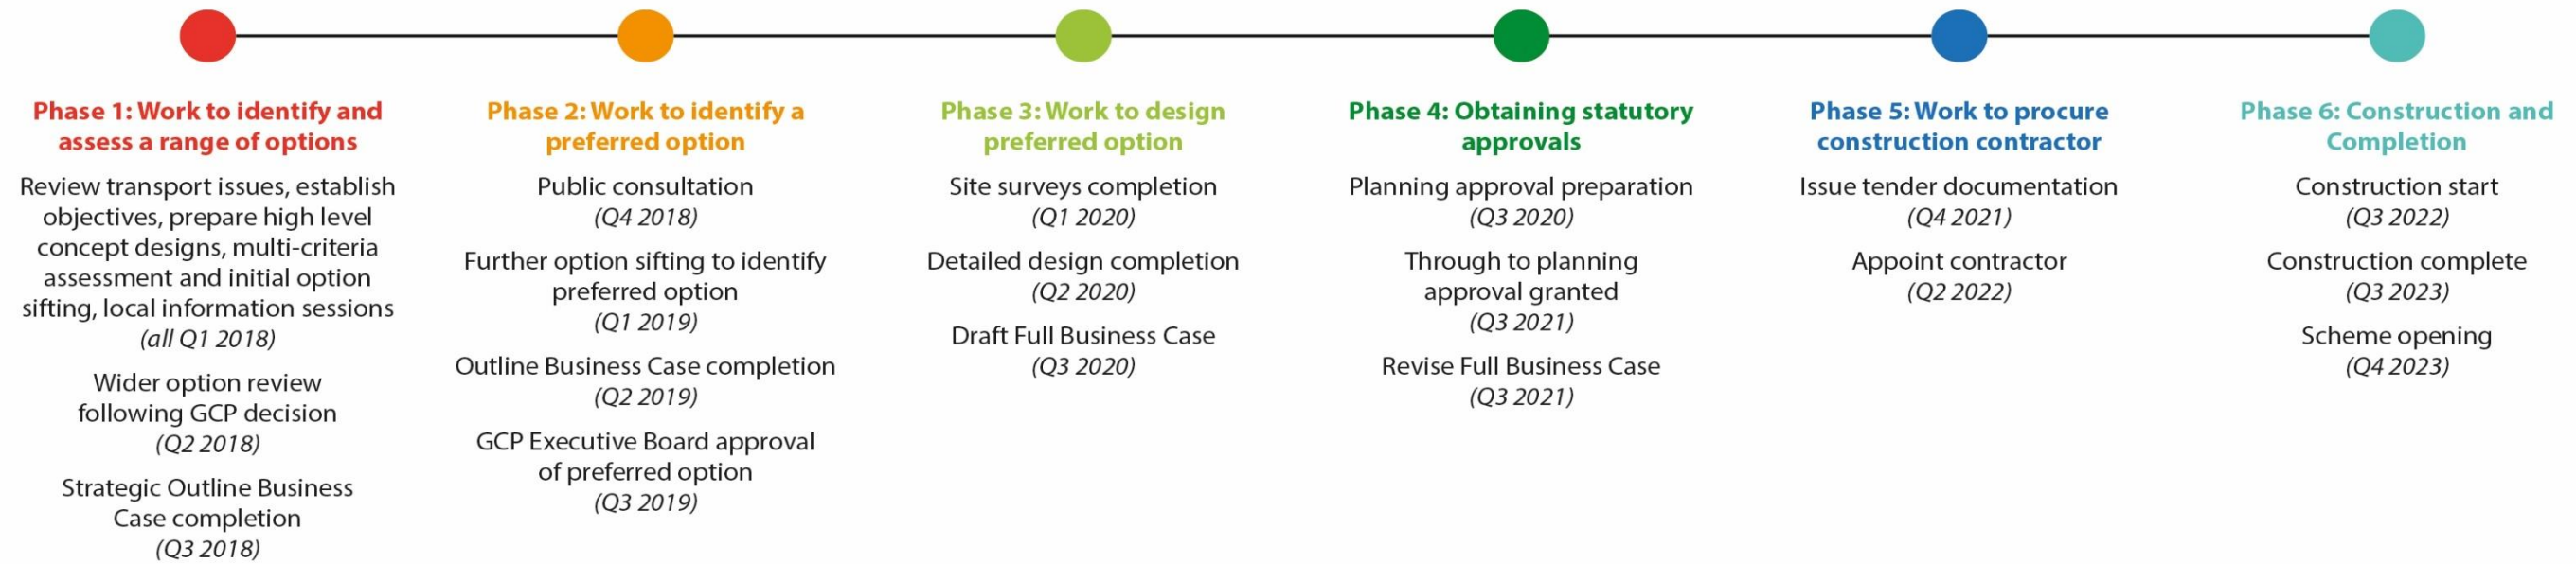 Phase 1: Work to identify and
assess a range of options
Review transport issues, establish
objectives, prepare high level
concept designs, multi-criteria
assessment and initial option
sifting, local information sessions
(all Q1 2018)
Wider option review
following GCP decision
(Q2 2018)
Strategic Outline Business
Case completion
(Q3 2018)
Phase 2: Work to identify a
preferred option
Public consultation
(Q4 2018)
Further option sifting to identify
preferred option
(Q1 2019)
Outline Business Case completion
(Q2 2019)
GCP Executive Board approval
of preferred option
(Q3 2019)
Phase 3: Work to design
preferred option
Site surveys completion
(Q1 2020)
Detailed design completion
(Q2 2020)
Draft Full Business Case
(Q3 2020)
Phase 4: Obtaining statutory
approvals
Planning approval preparation
(Q3 2020)
Through to planning
approval granted
(Q3 2021)
Revise Full Business Case
(Q3 2021)
Phase 5: Work to procure
construction contractor
Issue tender documentation
(Q4 2021)
Appoint contractor
(Q2 2022)
Phase 6: Construction and
Completion
Construction start
(Q3 2022)
Construction complete
(Q3 2023)
Scheme opening
(Q4 2023)